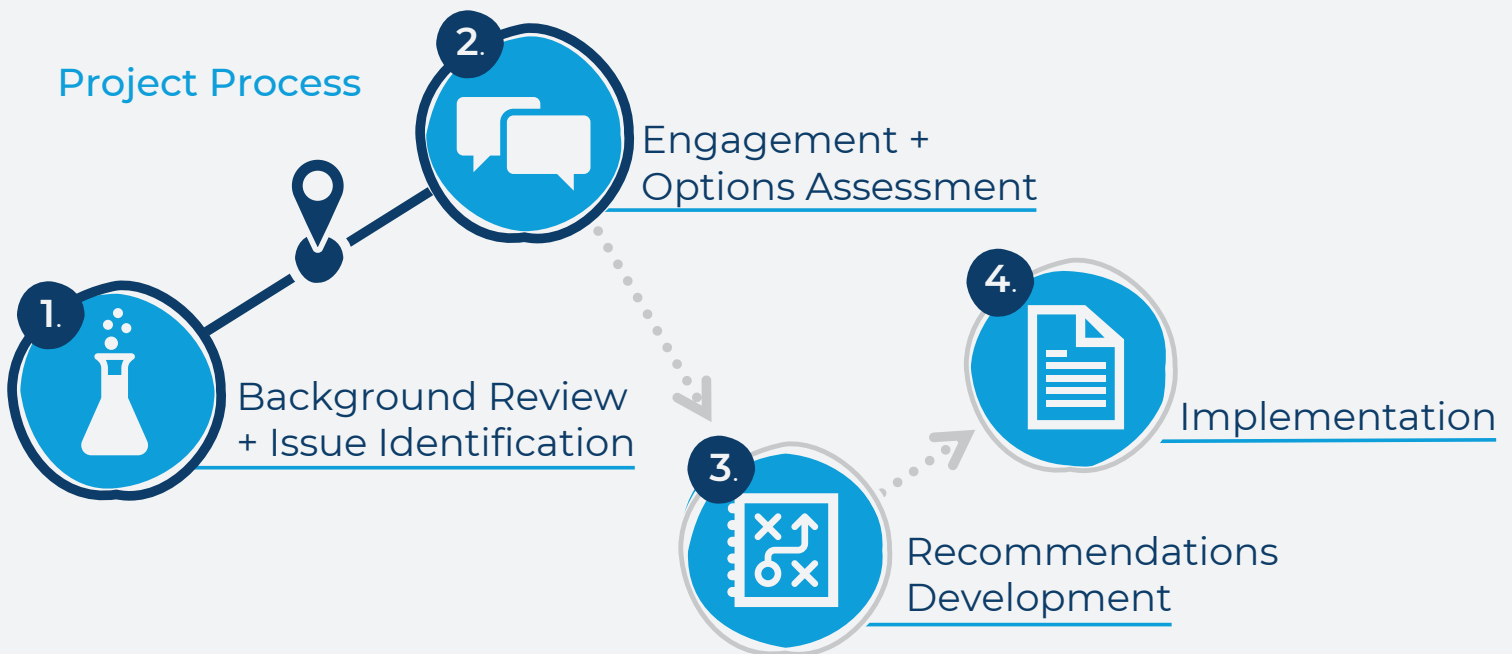 Project Process
1.
Background Review
+ Issue Identification
2.
Engagement +
Options Assessment
3.
Recommendations
Development
4.
Implementation